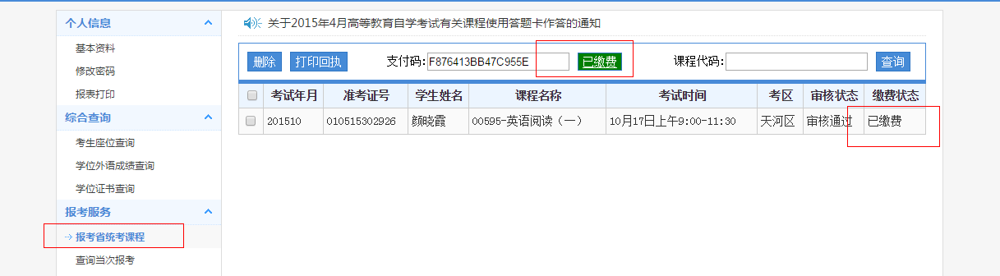 个人信息
基本资料
修改密码
报表打印
综合查询
考生座位查询
学位外语成绩查询
学位证书查询
报考服务
报考省统考课程
查询当次报考
关于2015年4月高等教育自学考试有关课程使用答题卡作答的通知
删除 打印回执 支付码: F876413BB47C955E 已缴费 课程代码: 查询
考试年月 准考证号 学生姓名 课程名称 考试时间 考区 审核状态 缴费状态
201510 010515302926 颜晓霞 00595-英语阅读（一） 10月17日上午9:00-11:30 天河区 审核通过 已缴费